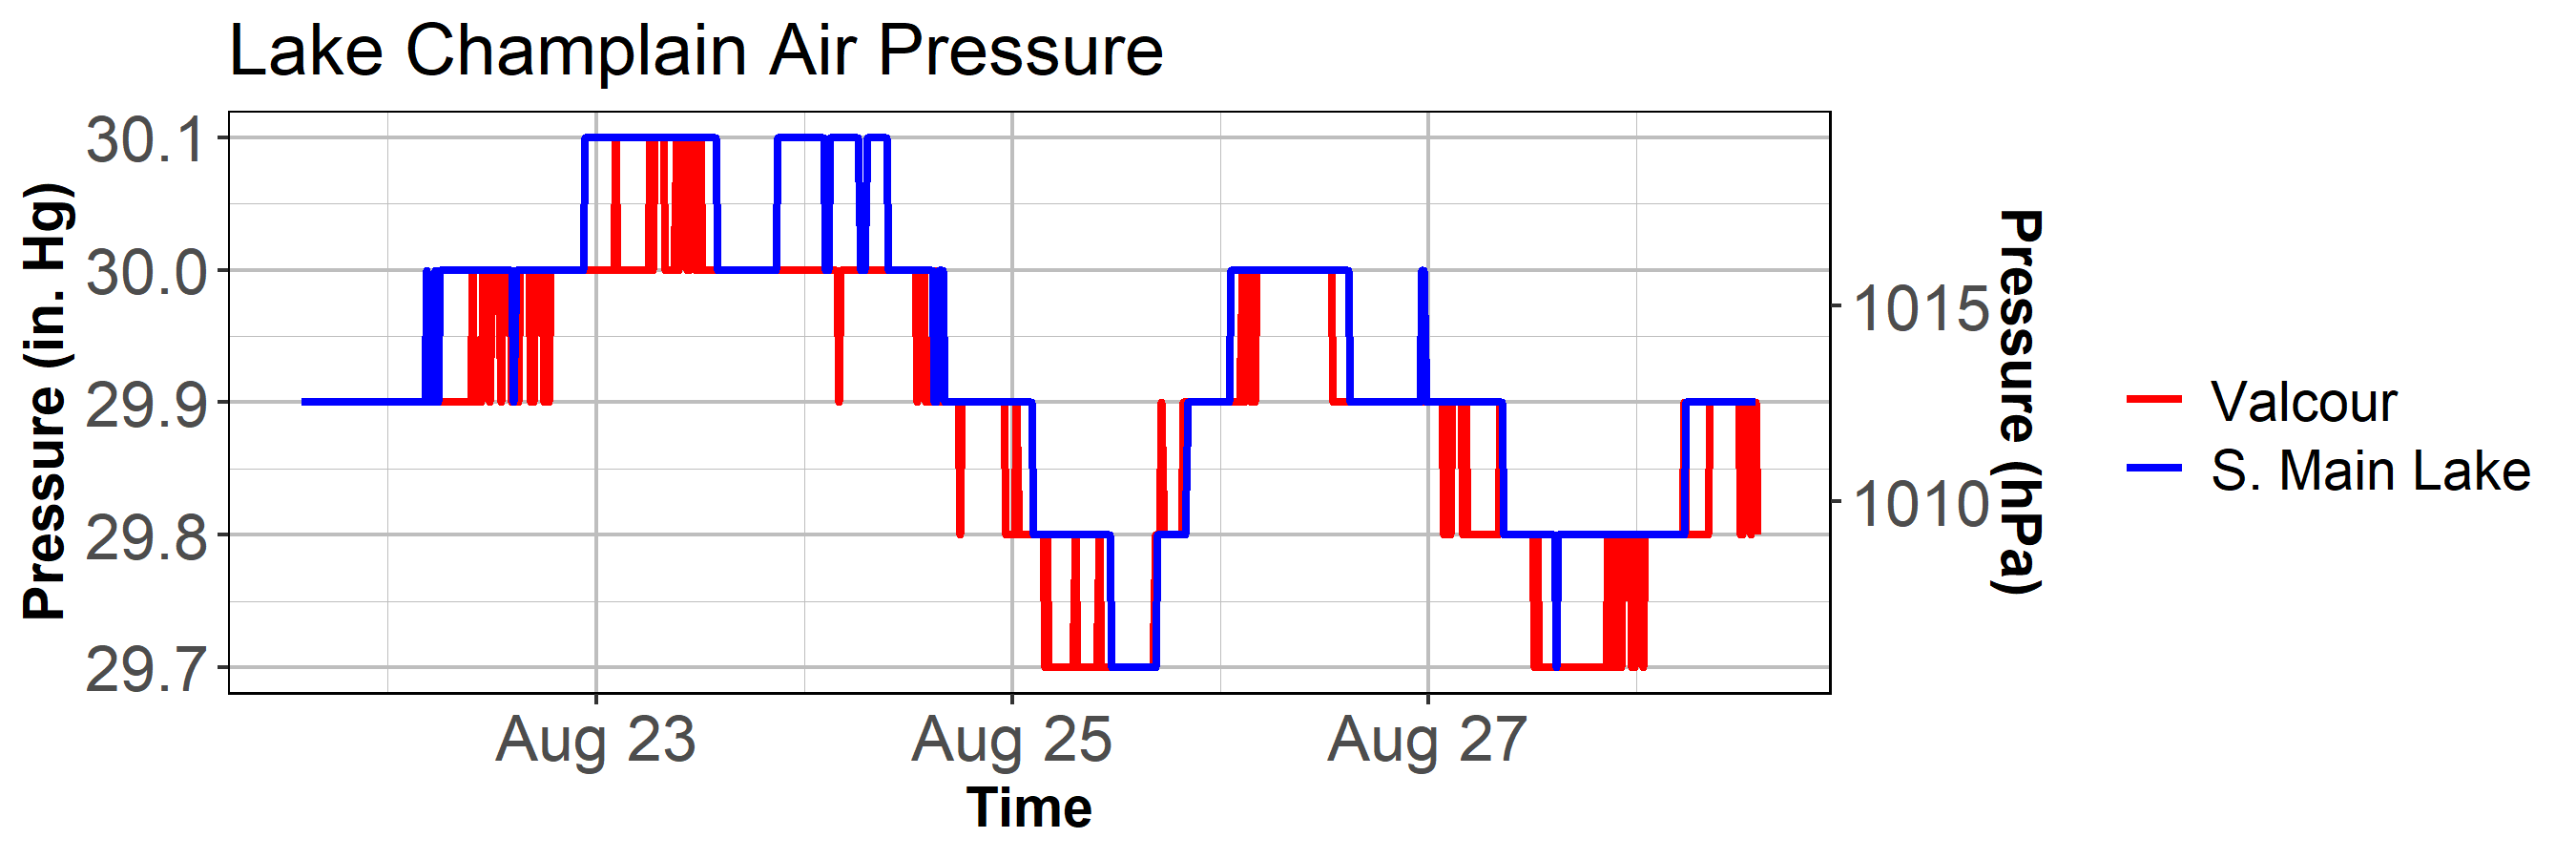 Lake Champlain Air Pressure
Pressure (in. Hg)
30.1
30.0
29.9
29.8
29.7
Aug 23
Aug 25
Aug 27
Time
1015
1010
Pressure (hPa)
Valcour
S. Main Lake